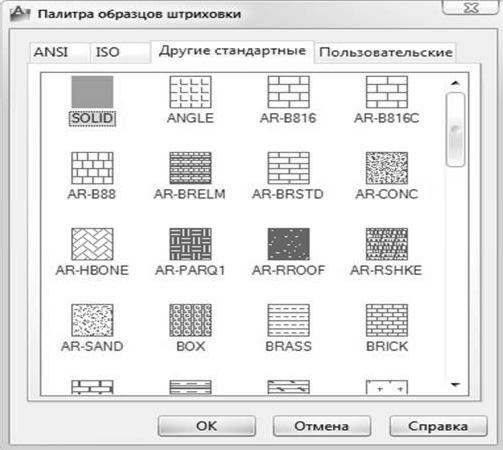 Палитра образцов штриховки
ANSI ISO Другие стандартные Пользовательские
SOLID ANGLE AR-B816 AR-B816C
AR-B88 AR-BRELM AR-BRSTD AR-CONC
AR-HBONE AR-PARQ1 AR-RROOF AR-RSHKE
AR-SAND BOX BRASS BRICK
OK Отмена Справка